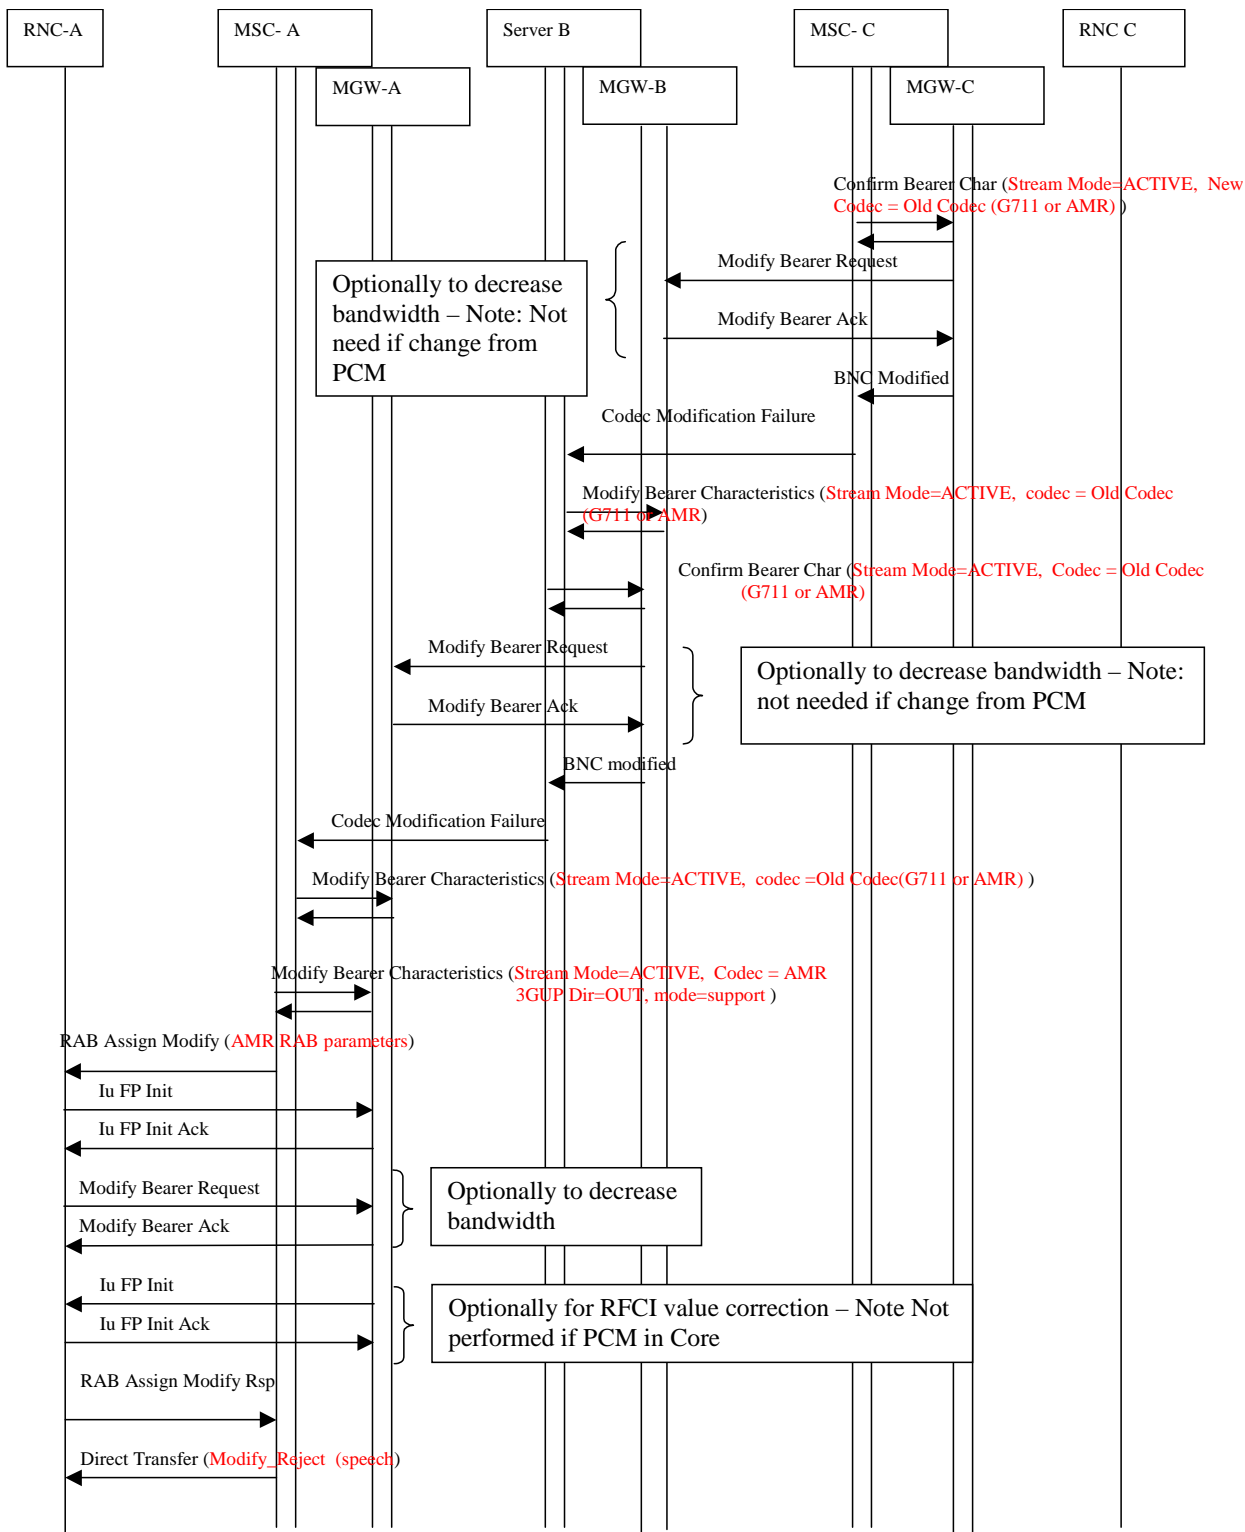 RNC-A
MSC- A
Server B
MSC- C
RNC C
MGW-A
MGW-B
MGW-C
Confirm Bearer Char (Stream Mode=ACTIVE, New
Codec = Old Codec (G711 or AMR) )
Modify Bearer Request
Optionally to decrease
bandwidth – Note: Not
need if change from
PCM
Modify Bearer Ack
BNC Modified
Codec Modification Failure
Modify Bearer Characteristics (Stream Mode=ACTIVE, codec = Old Codec
(G711 or AMR)
Confirm Bearer Char (Stream Mode=ACTIVE, Codec = Old Codec
(G711 or AMR)
Modify Bearer Request
Optionally to decrease bandwidth – Note:
not needed if change from PCM
Modify Bearer Ack
BNC modified
Codec Modification Failure
Modify Bearer Characteristics (Stream Mode=ACTIVE, codec =Old Codec(G711 or AMR) )
Modify Bearer Characteristics (Stream Mode=ACTIVE, Codec = AMR
3GUP Dir=OUT, mode=support )
RAB Assign Modify (AMR RAB parameters)
Iu FP Init
Iu FP Init Ack
Modify Bearer Request
Optionally to decrease
bandwidth
Modify Bearer Ack
Iu FP Init
Optionally for RFCI value correction – Note Not
performed if PCM in Core
Iu FP Init Ack
RAB Assign Modify Rsp
Direct Transfer (Modify_Reject (speech)